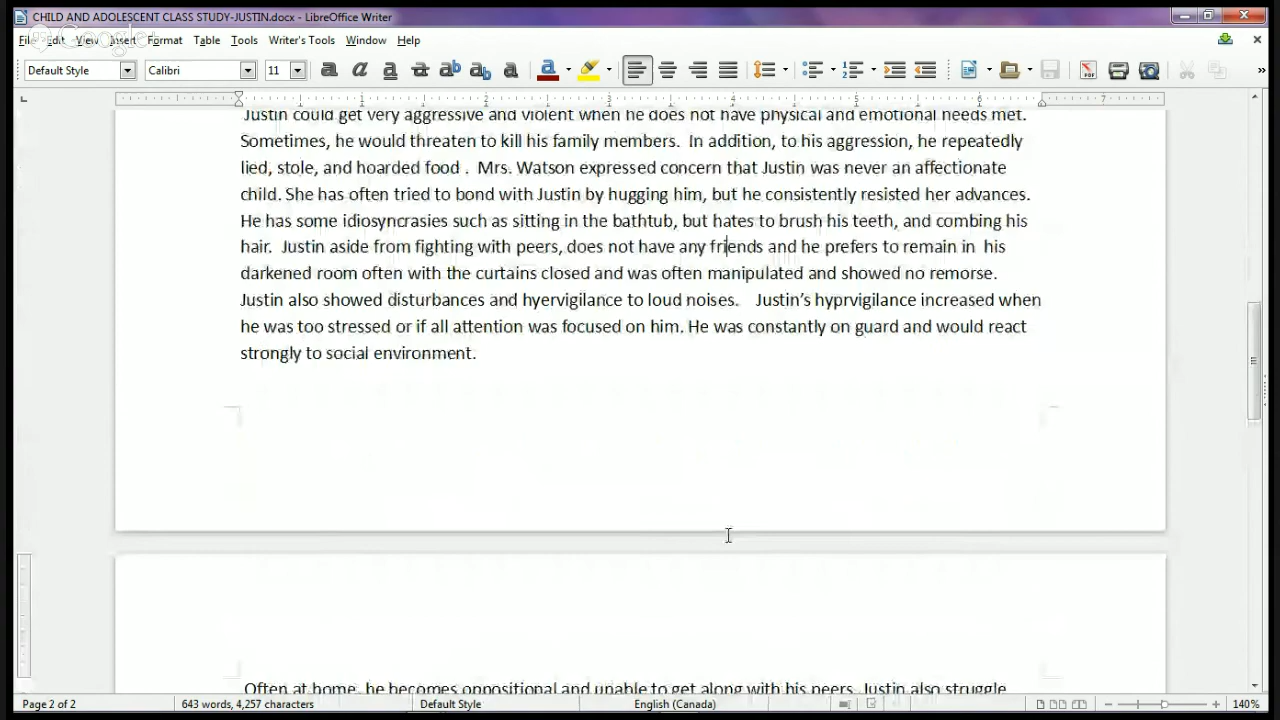 CHILD AND ADOLESCENT CLASS STUDY-JUSTIN.docx - LibreOffice Writer
Google+
File Edit View Insert Format Table Tools Writer's Tools Window Help
Default Style Calibri 11
1 1 2 3 4 5 6 7
Justin could get very aggressive and violent when he does not have physical and emotional needs met.
Sometimes, he would threaten to kill his family members.  In addition, to his aggression, he repeatedly
lied, stole, and hoarded food .  Mrs. Watson expressed concern that Justin was never an affectionate
child. She has often tried to bond with Justin by hugging him, but he consistently resisted her advances.
He has some idiosyncrasies such as sitting in the bathtub, but hates to brush his teeth, and combing his
hair.  Justin aside from fighting with peers, does not have any friends and he prefers to remain in  his
darkened room often with the curtains closed and was often manipulated and showed no remorse.
Justin also showed disturbances and hyervigilance to loud noises.    Justin’s hyprvigilance increased when
he was too stressed or if all attention was focused on him. He was constantly on guard and would react
strongly to social environment.
Often at home, he becomes oppositional and unable to get along with his peers. Justin also struggle
Page 2 of 2 643 words, 4,257 characters Default Style English (Canada) 140%